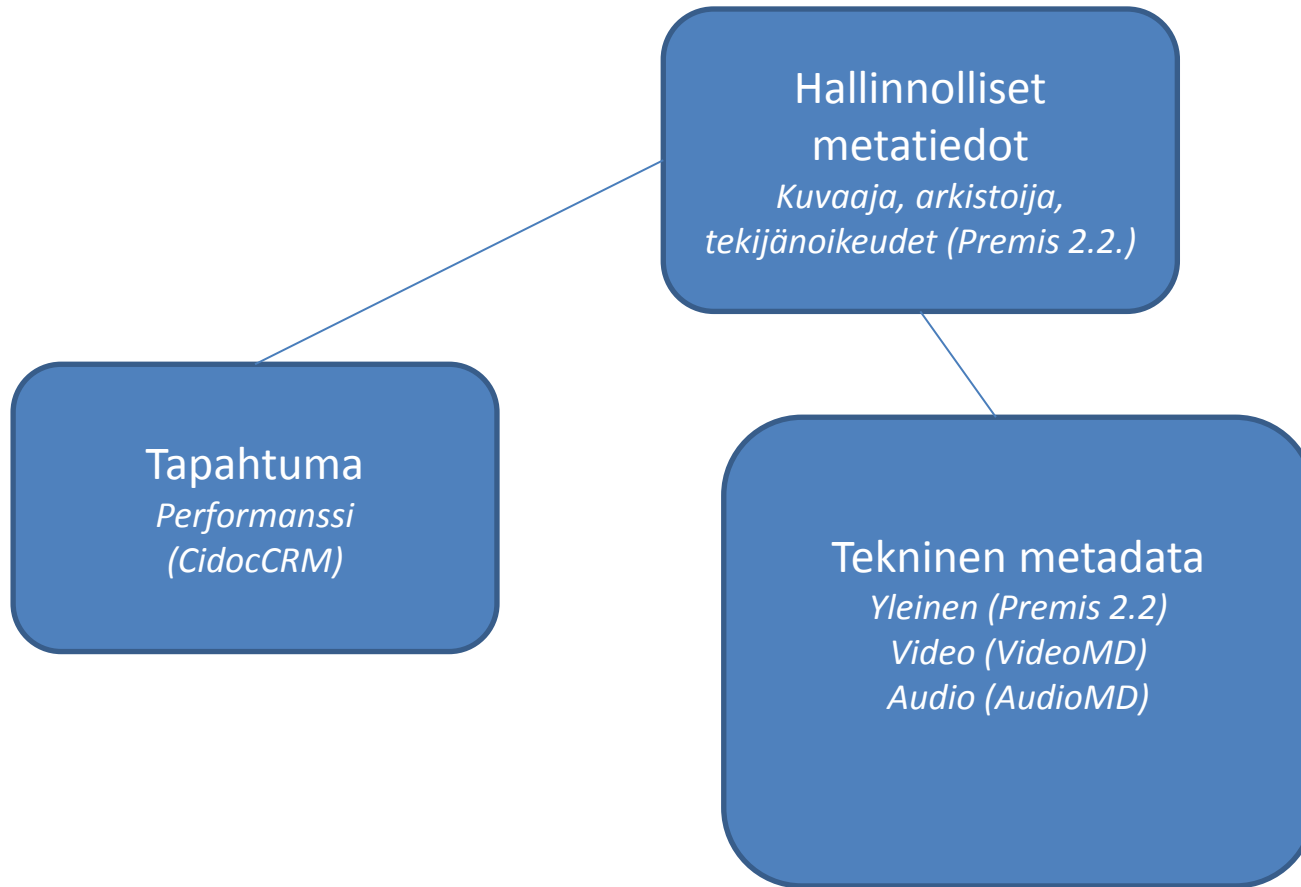 Hallinnolliset
metatiedot
Kuvaaja, arkistoija,
tekijänoikeudet (Premis 2.2.)
Tapahtuma
Performanssi
(CidocCRM)
Tekninen metadata
Yleinen (Premis 2.2)
Video (VideoMD)
Audio (AudioMD)